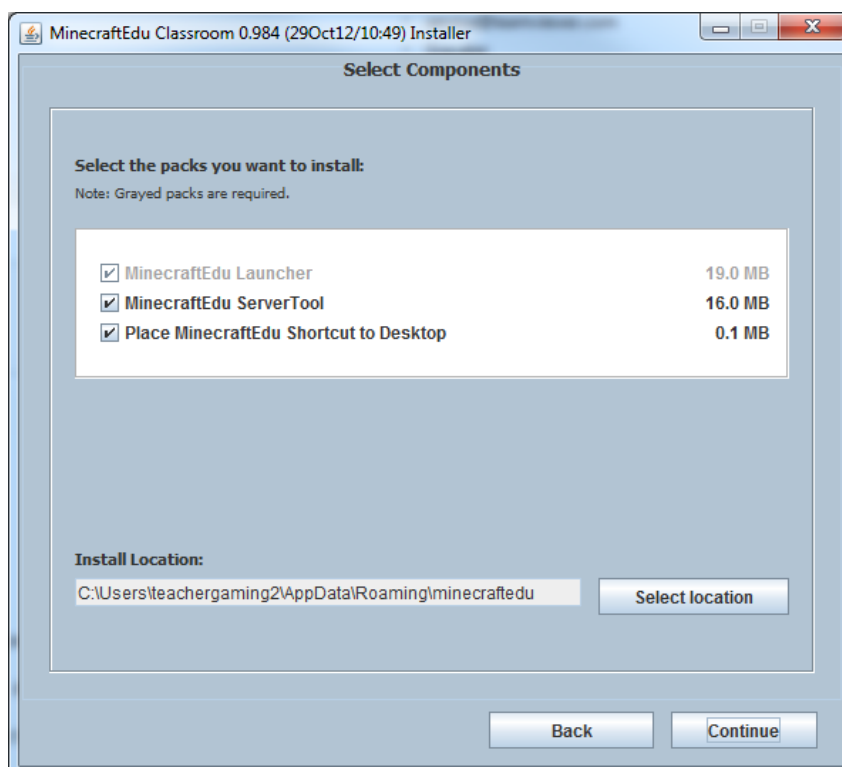 MinecraftEdu Classroom 0.984 (29Oct12/10:49) Installer
Select Components
Select the packs you want to install:
Note: Grayed packs are required.
MinecraftEdu Launcher 19.0 MB
MinecraftEdu ServerTool 16.0 MB
Place MinecraftEdu Shortcut to Desktop 0.1 MB
Install Location:
C:\Users\teachergaming2\AppData\Roaming\minecraftedu Select location
Back Continue